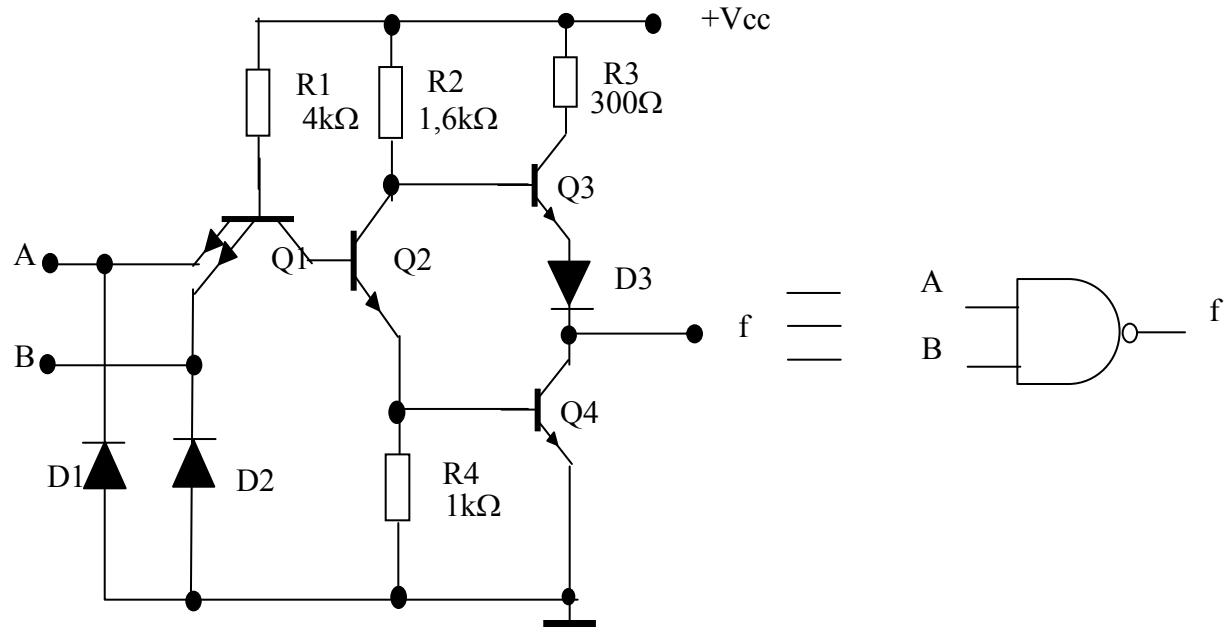 +Vcc
R1
4kΩ
R2
1,6kΩ
R3
300Ω
Q3
A
Q1
Q2
D3
B
f
A
B
f
Q4
D1
D2
R4
1kΩ